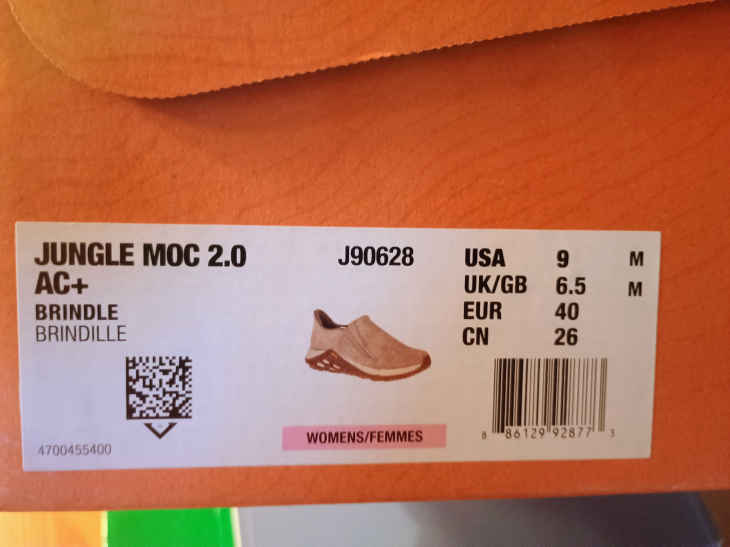 JUNGLE MOC 2.0
AC+
BRINDLE
BRINDILLE
4700455400
J90628
WOMENS/FEMMES
USA 9 M
UK/GB 6.5 M
EUR 40
CN 26
8 86129 92877 3